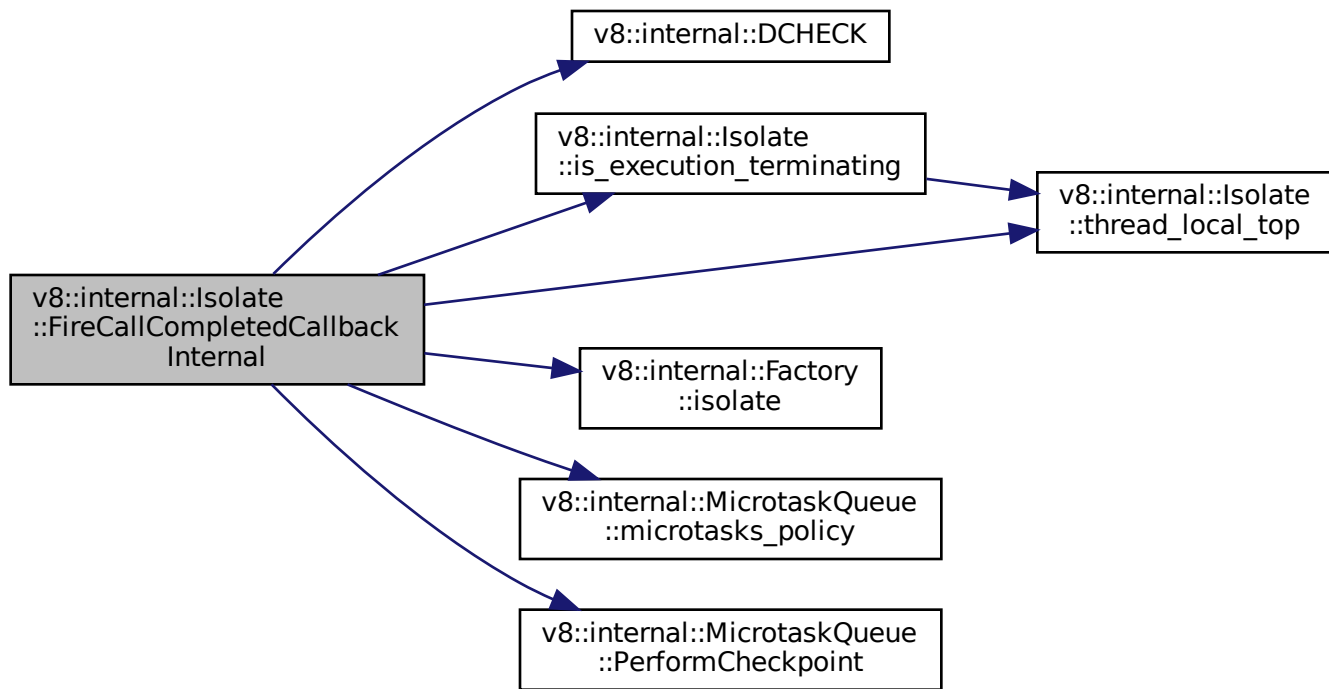 v8::internal::DCHECK
v8::internal::Isolate
::is_execution_terminating
v8::internal::Isolate
::thread_local_top
v8::internal::Isolate
::FireCallCompletedCallback
Internal
v8::internal::Factory
::isolate
v8::internal::MicrotaskQueue
::microtasks_policy
v8::internal::MicrotaskQueue
::PerformCheckpoint